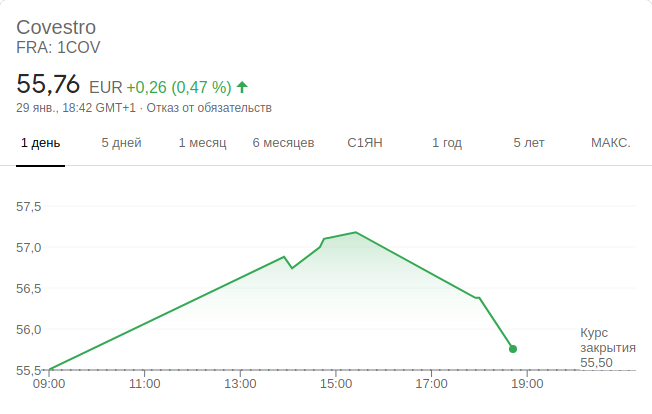 Covestro
FRA: 1COV
55,76 EUR +0,26 (0,47 %)
29 янв., 18:42 GMT+1 · Отказ от обязательств
1 день 5 дней 1 месяц 6 месяцев С1ЯН 1 год 5 лет МАКС.
57,5
57,0
56,5
56,0
55,5
Курс
закрытия
55,50
09:00 11:00 13:00 15:00 17:00 19:00